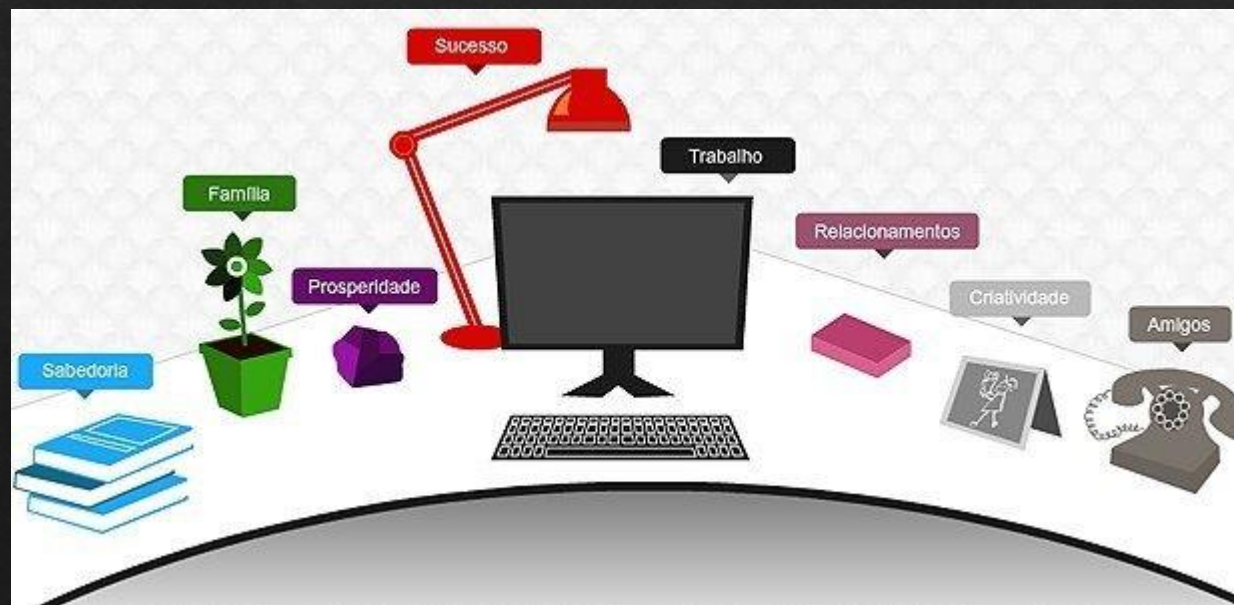 Sucesso
Trabalho
Família
Relacionamentos
Prosperidade
Criatividade
Amigos
Sabedoria